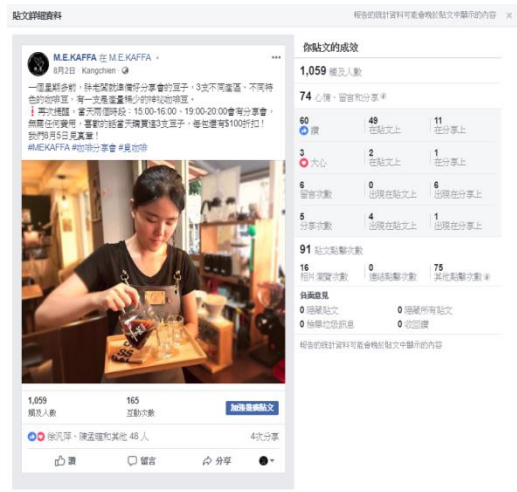 貼文詳細資料
報告的統計資料可能會晚於貼文中顯示的內容
M.E.KAFFA 在 M.E.KAFFA。
8月2日 · Kangchien ·
一個星期多前，胖老闆就準備好分享會的豆子，3支不同產區、不同特
色的咖啡豆，有一支是產量稀少的神祕咖啡豆。
再次提醒，當天兩個時段：15:00-16:00、19:00-20:00會有分享會，
無需任何費用，喜歡的話當天購買這3支豆子，每包還有$100折扣！
我們8月5日見真章！
#MEKAFFA #咖啡分享會 #見咖啡
1,059
觸及人數
165
互動次數
加強推廣貼文
徐汎萍、陳孟暄和其他 48 人
4次分享
讚
留言
分享
你貼文的成效
1,059 觸及人數
74 心情、留言和分享
60
讚
49
在貼文上
11
在分享上
3
大心
2
在貼文上
1
在分享上
6
留言次數
0
出現在貼文上
6
出現在分享上
5
分享次數
4
出現在貼文上
1
出現在分享上
91 貼文點擊次數
16
相片瀏覽次數
0
連結點擊次數
75
其他點擊次數
負面意見
0 隱藏貼文
0 隱藏所有貼文
0 檢舉垃圾訊息
0 收回讚
報告的統計資料可能會晚於貼文中顯示的內容